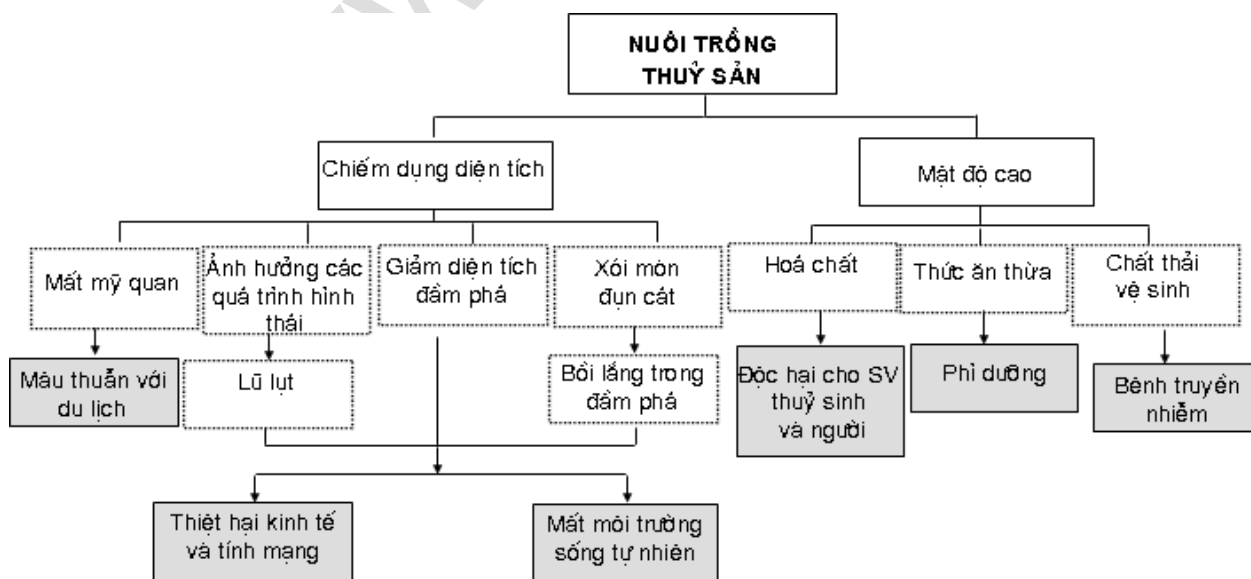 NUÔI TRỒNG
THUỶ SẢN
Chiếm dụng diện tích
Mật độ cao
Mất mỹ quan
Ảnh hưởng các
quá trình hình
thái
Giảm diện tích
đầm phá
Xói mòn
đụn cát
Hoá chất
Thức ăn thừa
Chất thải
vệ sinh
Mâu thuẫn với
du lịch
Lũ lụt
Bồi lắng trong
đầm phá
Độc hại cho SV
thuỷ sinh
và người
Phì dưỡng
Bênh truyền
nhiễm
Thiệt hại kinh tế
và tính mạng
Mất môi trường
sống tự nhiên